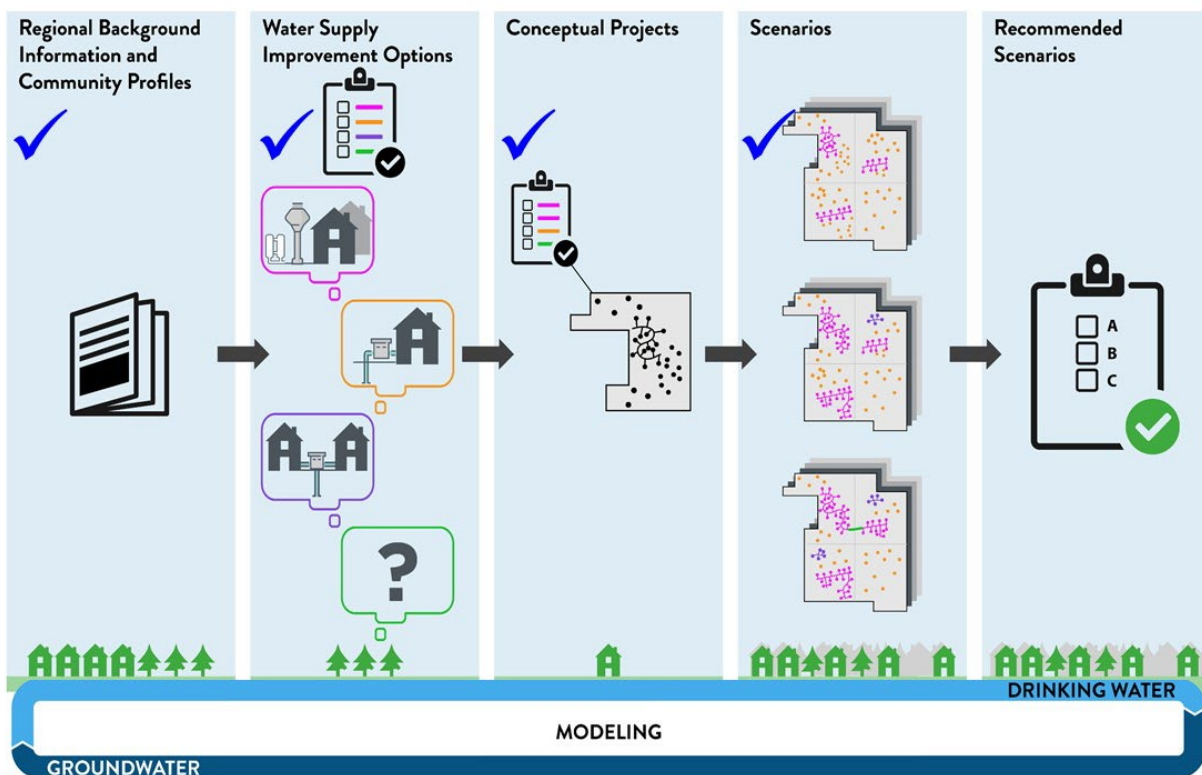 Regional Background
Information and
Community Profiles
Water Supply
Improvement Options
Conceptual Projects
Scenarios
Recommended
Scenarios
?
A
B
C
DRINKING WATER
MODELING
GROUNDWATER